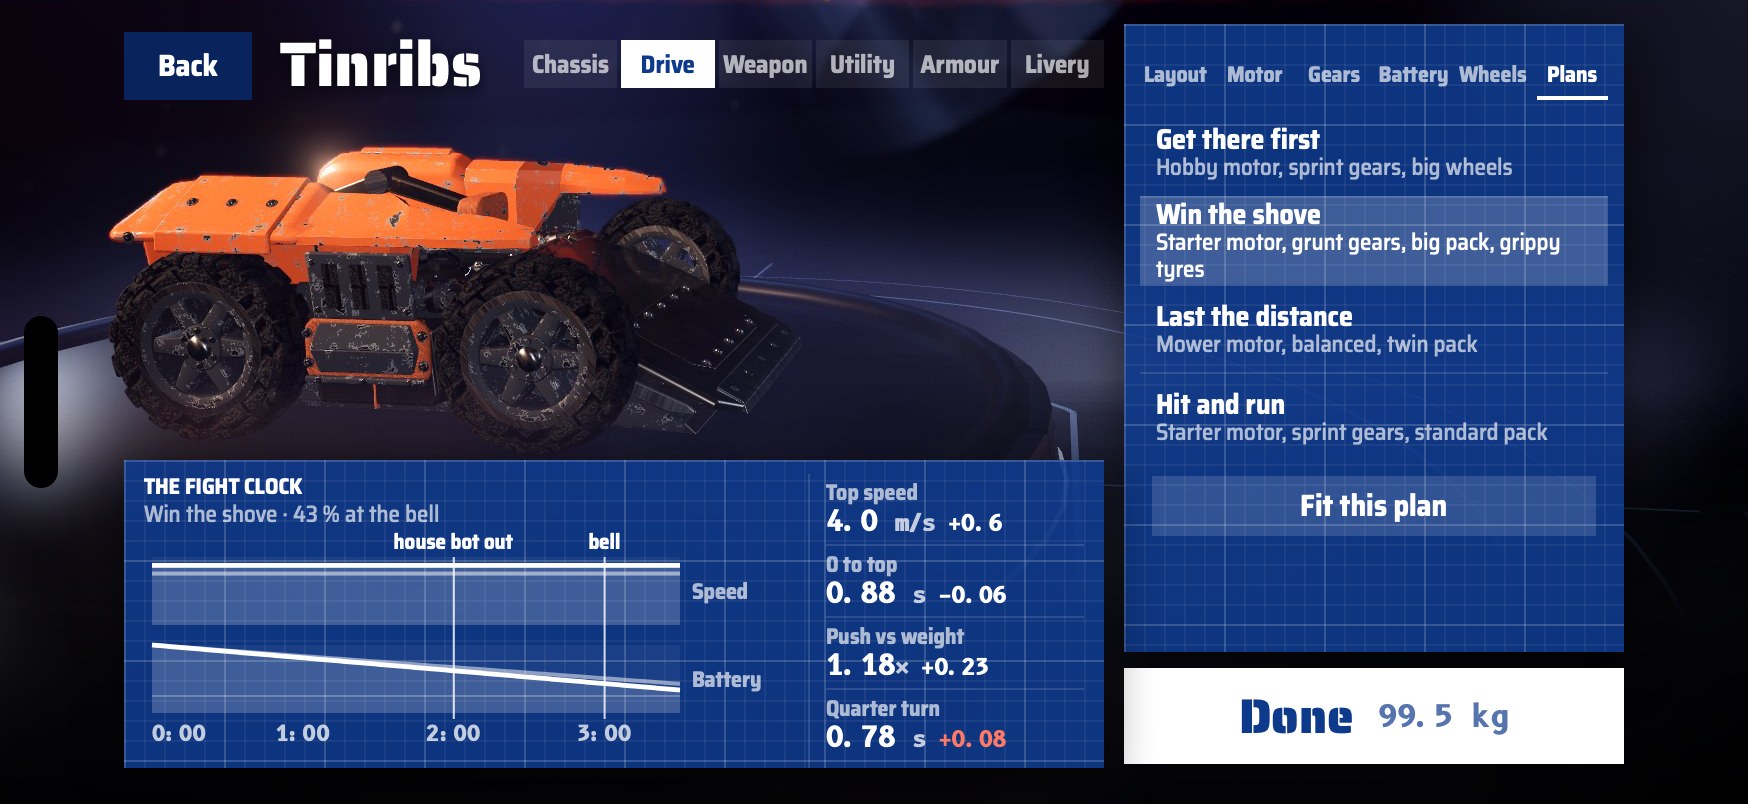 Back
Tinribs
Chassis Drive Weapon Utility Armour Livery
Layout Motor Gears Battery Wheels Plans
Get there first
Hobby motor, sprint gears, big wheels
Win the shove
Starter motor, grunt gears, big pack, grippy
tyres
Last the distance
Mower motor, balanced, twin pack
Hit and run
Starter motor, sprint gears, standard pack
Fit this plan
THE FIGHT CLOCK
Win the shove · 43 % at the bell
house bot out bell
Speed
Battery
0:00 1:00 2:00 3:00
Top speed
4.0 m/s +0.6
0 to top
0.88 s −0.06
Push vs weight
1.18× +0.23
Quarter turn
0.78 s +0.08
Done 99.5 kg